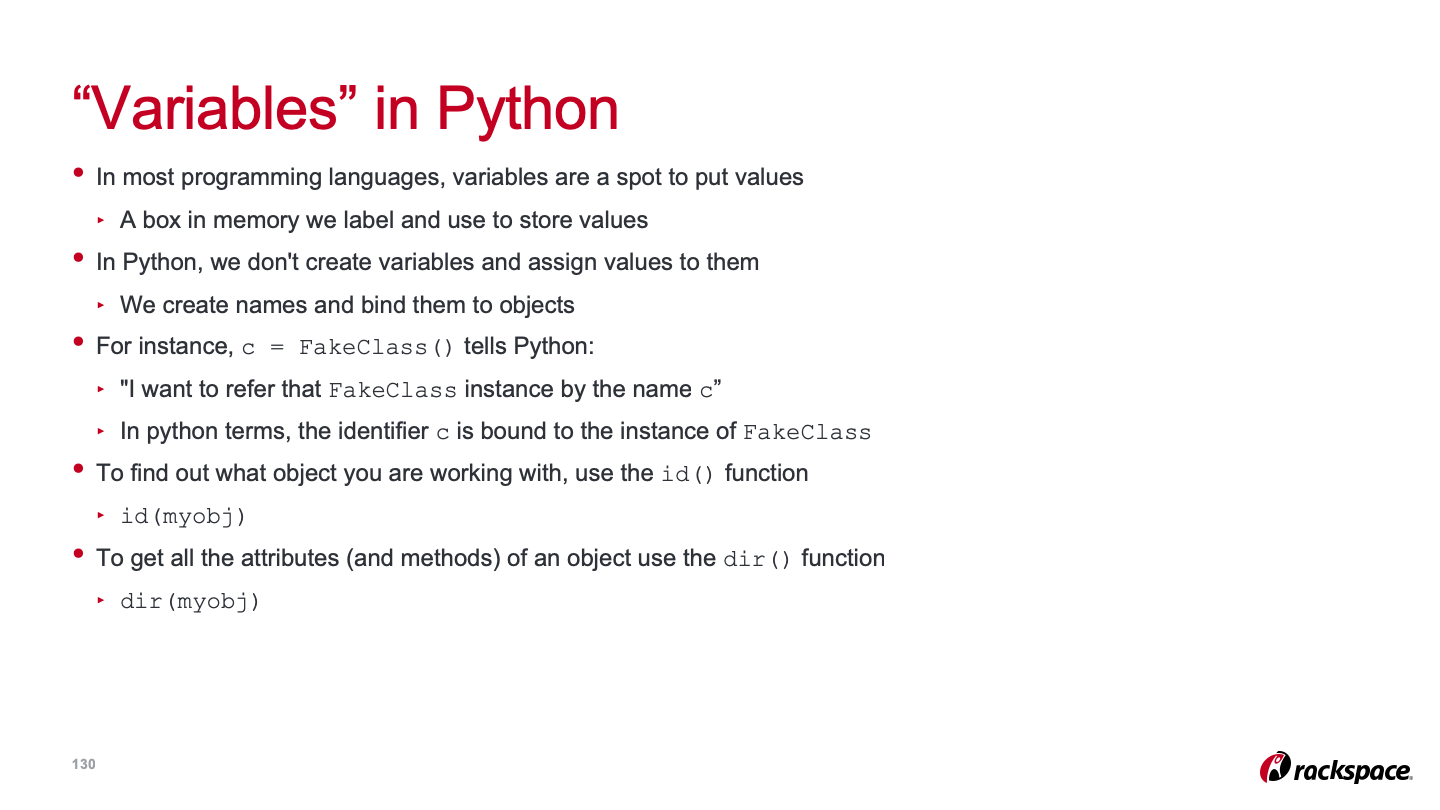 “Variables” in Python
• In most programming languages, variables are a spot to put values
‣ A box in memory we label and use to store values
• In Python, we don't create variables and assign values to them
‣ We create names and bind them to objects
• For instance, c = FakeClass() tells Python:
‣ "I want to refer that FakeClass instance by the name c”
‣ In python terms, the identifier c is bound to the instance of FakeClass
• To find out what object you are working with, use the id() function
‣ id(myobj)
• To get all the attributes (and methods) of an object use the dir() function
‣ dir(myobj)
130
rackspace.